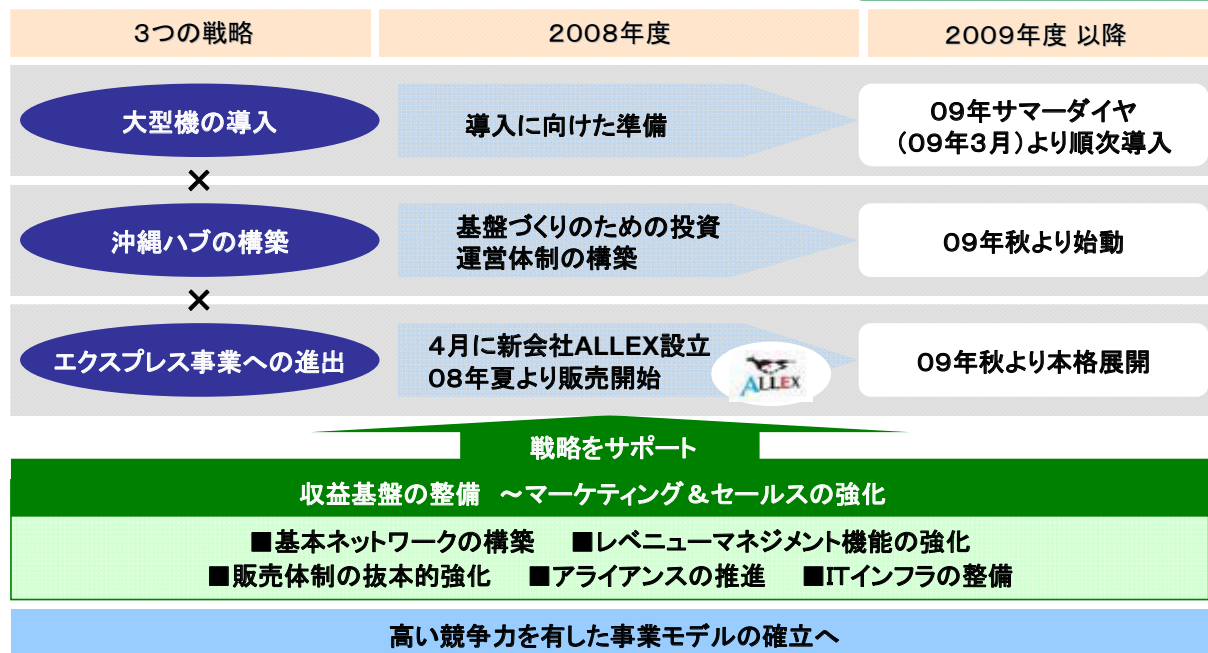 3つの戦略
2008年度
2009年度 以降
大型機の導入
導入に向けた準備
09年サマーダイヤ
(09年3月)より順次導入
×
沖縄ハブの構築
基盤づくりのための投資
運営体制の構築
09年秋より始動
×
エクスプレス事業への進出
4月に新会社ALLEX設立
08年夏より販売開始
ALLEX
09年秋より本格展開
戦略をサポート
収益基盤の整備 ~マーケティング&セールスの強化
■基本ネットワークの構築 ■レベニューマネジメント機能の強化
■販売体制の抜本的強化 ■アライアンスの推進 ■ITインフラの整備
高い競争力を有した事業モデルの確立へ